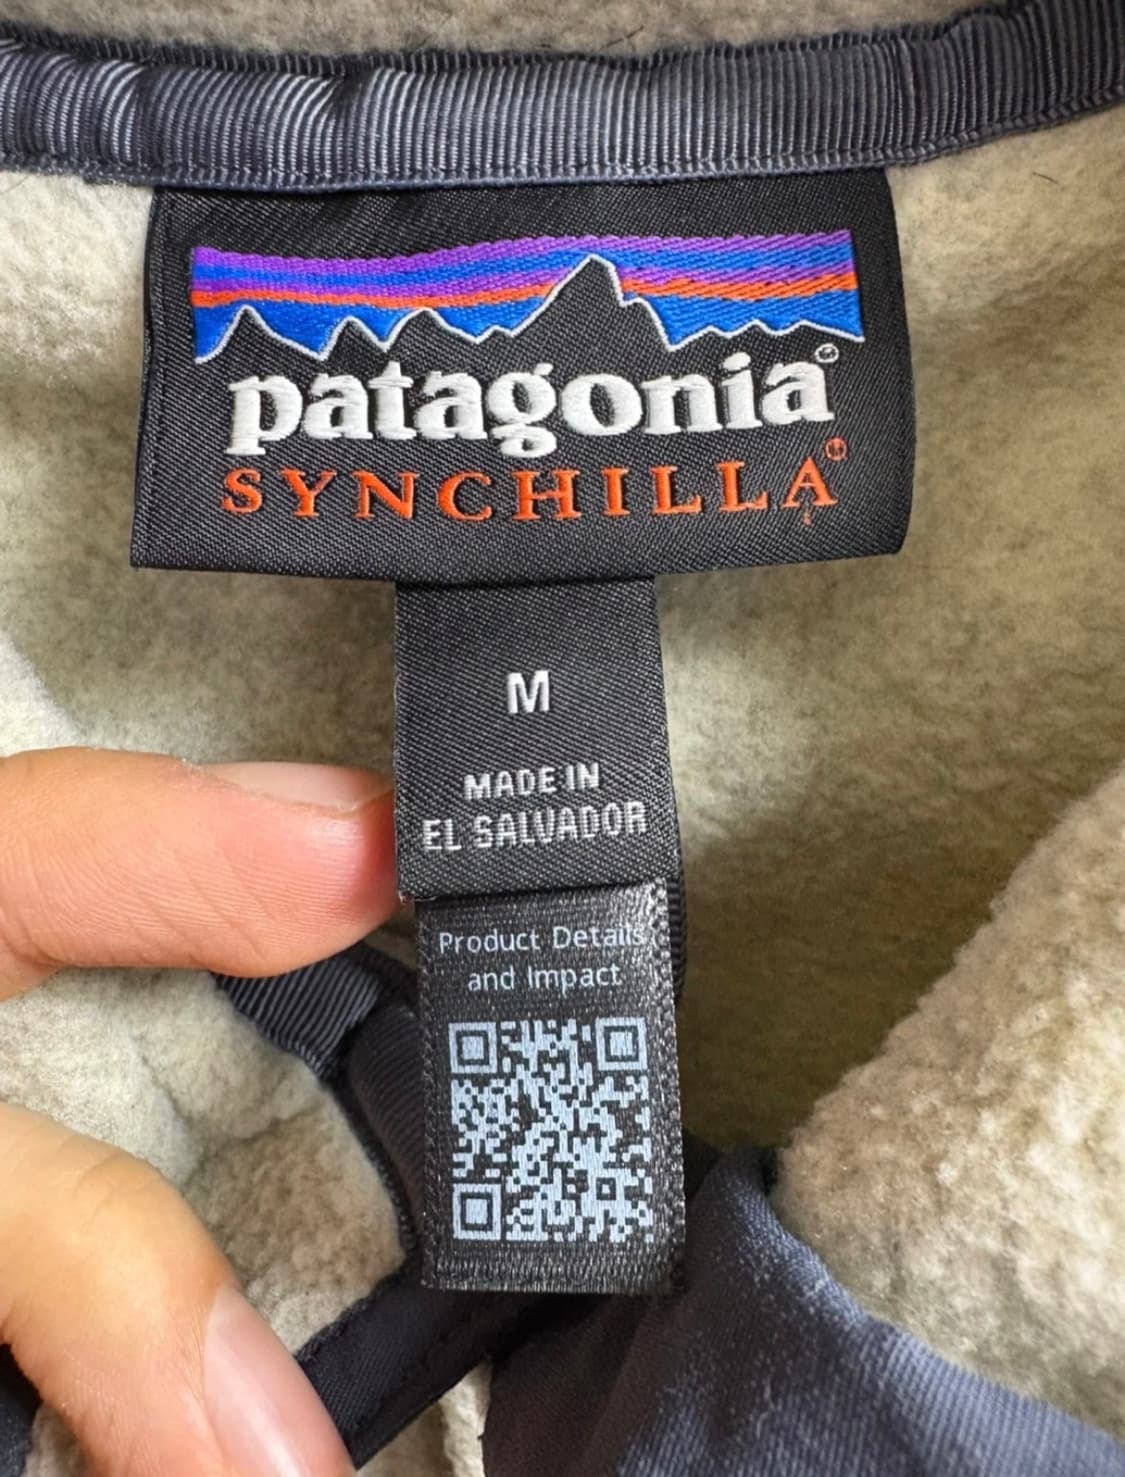 patagonia®
SYNCHILLA®
M
MADE IN
EL SALVADOR
Product Details
and Impact